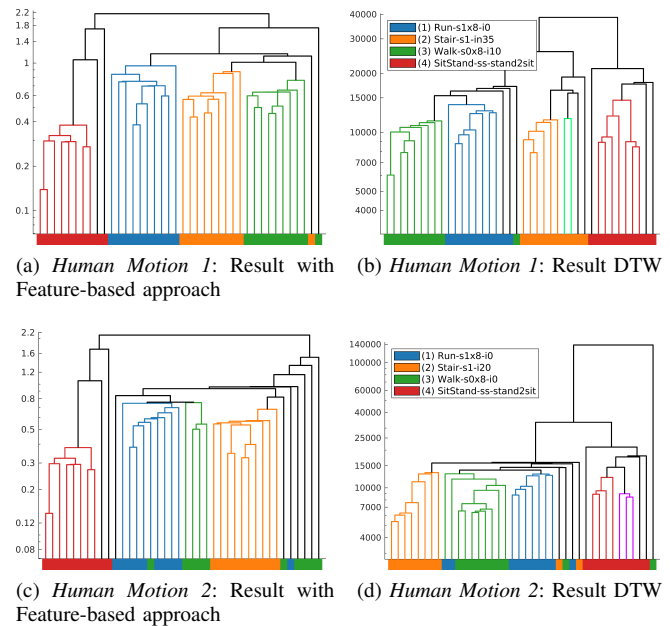 2.2
1.8
1.4
1
0.6
0.4
0.1
(a) Human Motion 1: Result with
Feature-based approach
40000
30000
20000
15000
10000
7000
4000
(1) Run-s1x8-i0
(2) Stair-s1-in35
(3) Walk-s0x8-i10
(4) SitStand-ss-stand2sit
(b) Human Motion 1: Result DTW
2.2
1.6
1.2
0.8
0.5
0.3
0.2
0.12
0.08
(c) Human Motion 2: Result with
Feature-based approach
140000
100000
60000
40000
25000
15000
10000
7000
4000
(1) Run-s1x8-i0
(2) Stair-s1-i20
(3) Walk-s0x8-i0
(4) SitStand-ss-stand2sit
(d) Human Motion 2: Result DTW